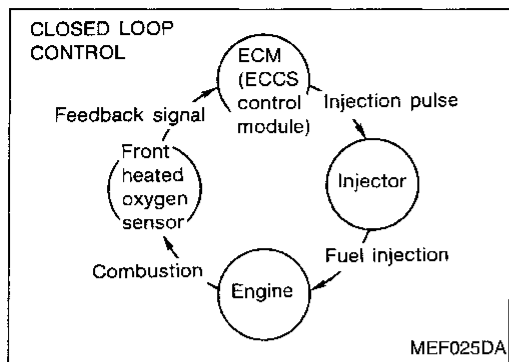 CLOSED LOOP
CONTROL
ECM
(ECCS
control
module)
Injection pulse
Injector
Fuel injection
Engine
Combustion
Front
heated
oxygen
sensor
Feedback signal
MEF025DA